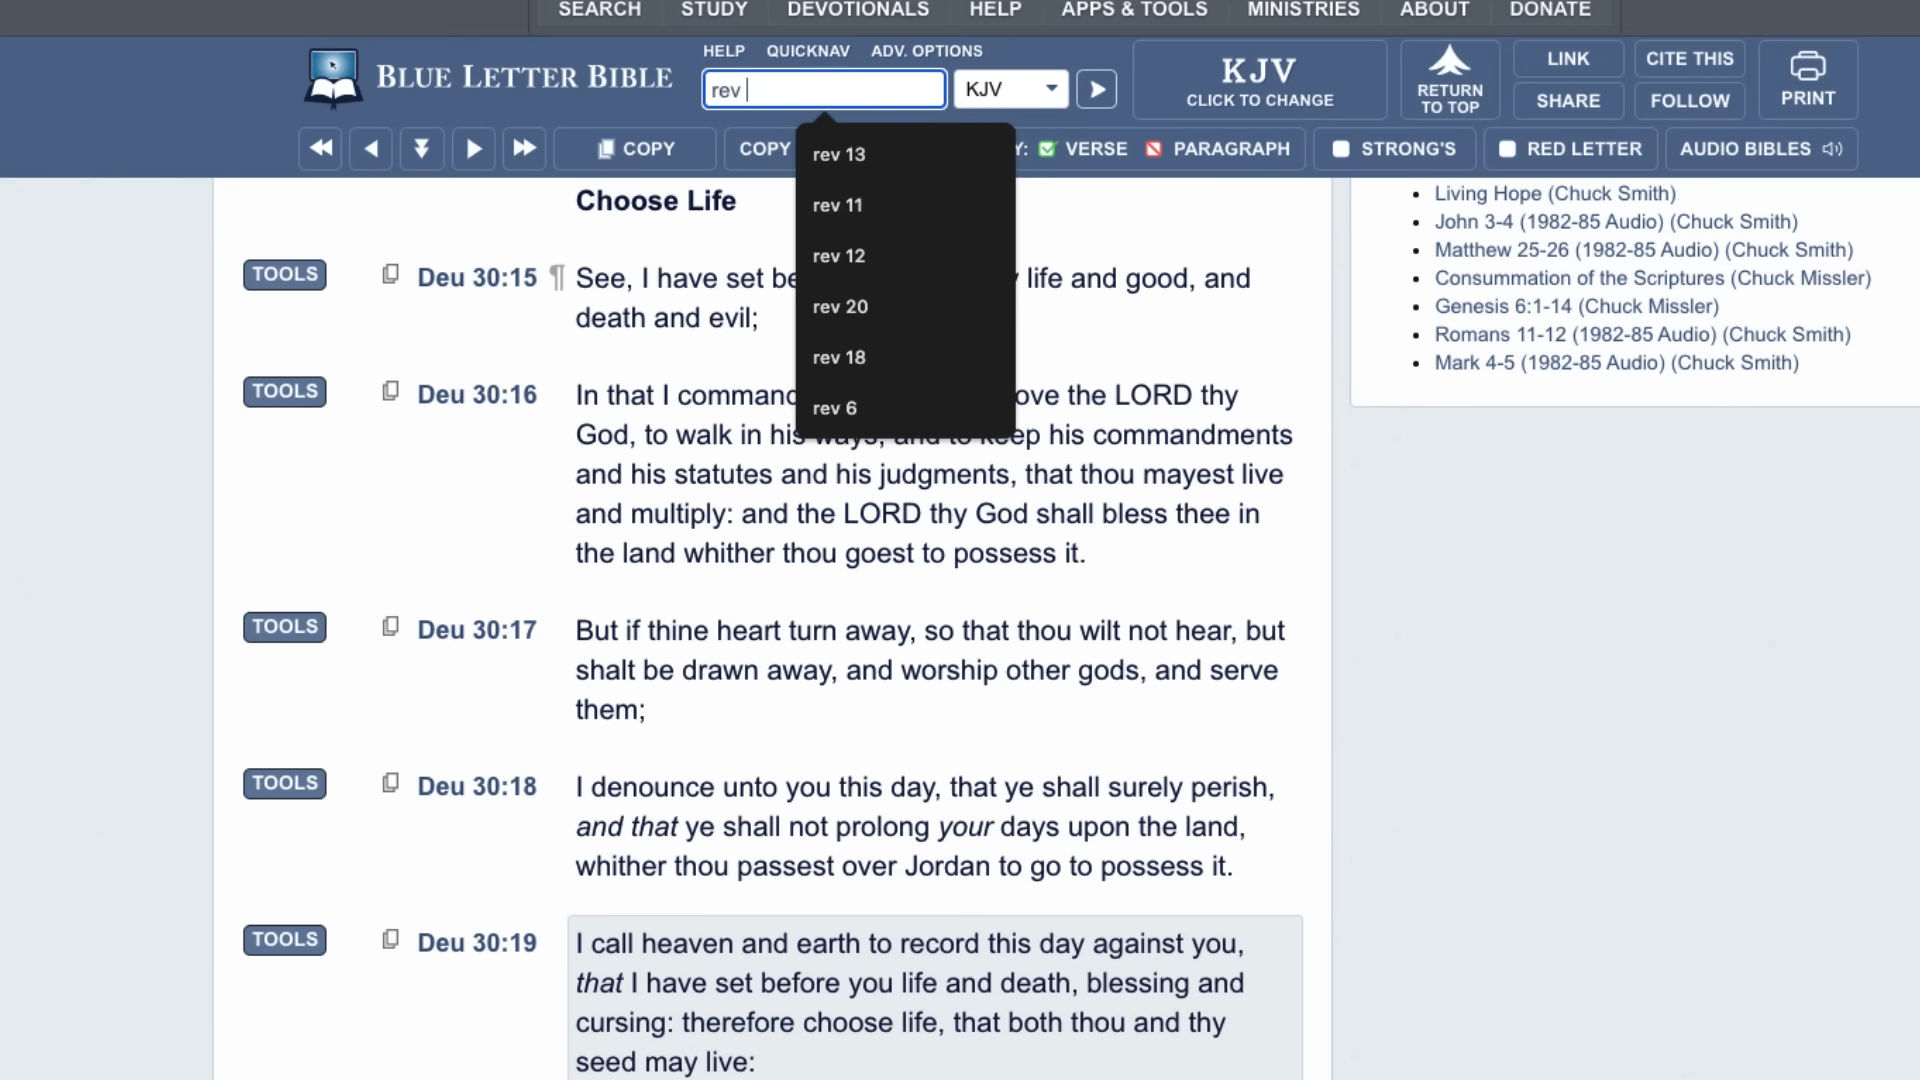 SEARCH STUDY DEVOTIONALS HELP APPS & TOOLS MINISTRIES ABOUT DONATE
BLUE LETTER BIBLE
HELP QUICKNAV ADV. OPTIONS
rev
KJV
KJV
CLICK TO CHANGE
RETURN
TO TOP
LINK
CITE THIS
SHARE
FOLLOW
PRINT
COPY
COPY
Y:
VERSE
PARAGRAPH
STRONG'S
RED LETTER
AUDIO BIBLES
rev 13
rev 11
rev 12
rev 20
rev 18
rev 6
Choose Life
TOOLS Deu 30:15 ¶ See, I have set be life and good, and
death and evil;
TOOLS Deu 30:16 In that I command ove the LORD thy
God, to walk in his ways, and to keep his commandments
and his statutes and his judgments, that thou mayest live
and multiply: and the LORD thy God shall bless thee in
the land whither thou goest to possess it.
TOOLS Deu 30:17 But if thine heart turn away, so that thou wilt not hear, but
shalt be drawn away, and worship other gods, and serve
them;
TOOLS Deu 30:18 I denounce unto you this day, that ye shall surely perish,
and that ye shall not prolong your days upon the land,
whither thou passest over Jordan to go to possess it.
TOOLS Deu 30:19 I call heaven and earth to record this day against you,
that I have set before you life and death, blessing and
cursing: therefore choose life, that both thou and thy
seed may live:
Living Hope (Chuck Smith)
John 3-4 (1982-85 Audio) (Chuck Smith)
Matthew 25-26 (1982-85 Audio) (Chuck Smith)
Consummation of the Scriptures (Chuck Missler)
Genesis 6:1-14 (Chuck Missler)
Romans 11-12 (1982-85 Audio) (Chuck Smith)
Mark 4-5 (1982-85 Audio) (Chuck Smith)